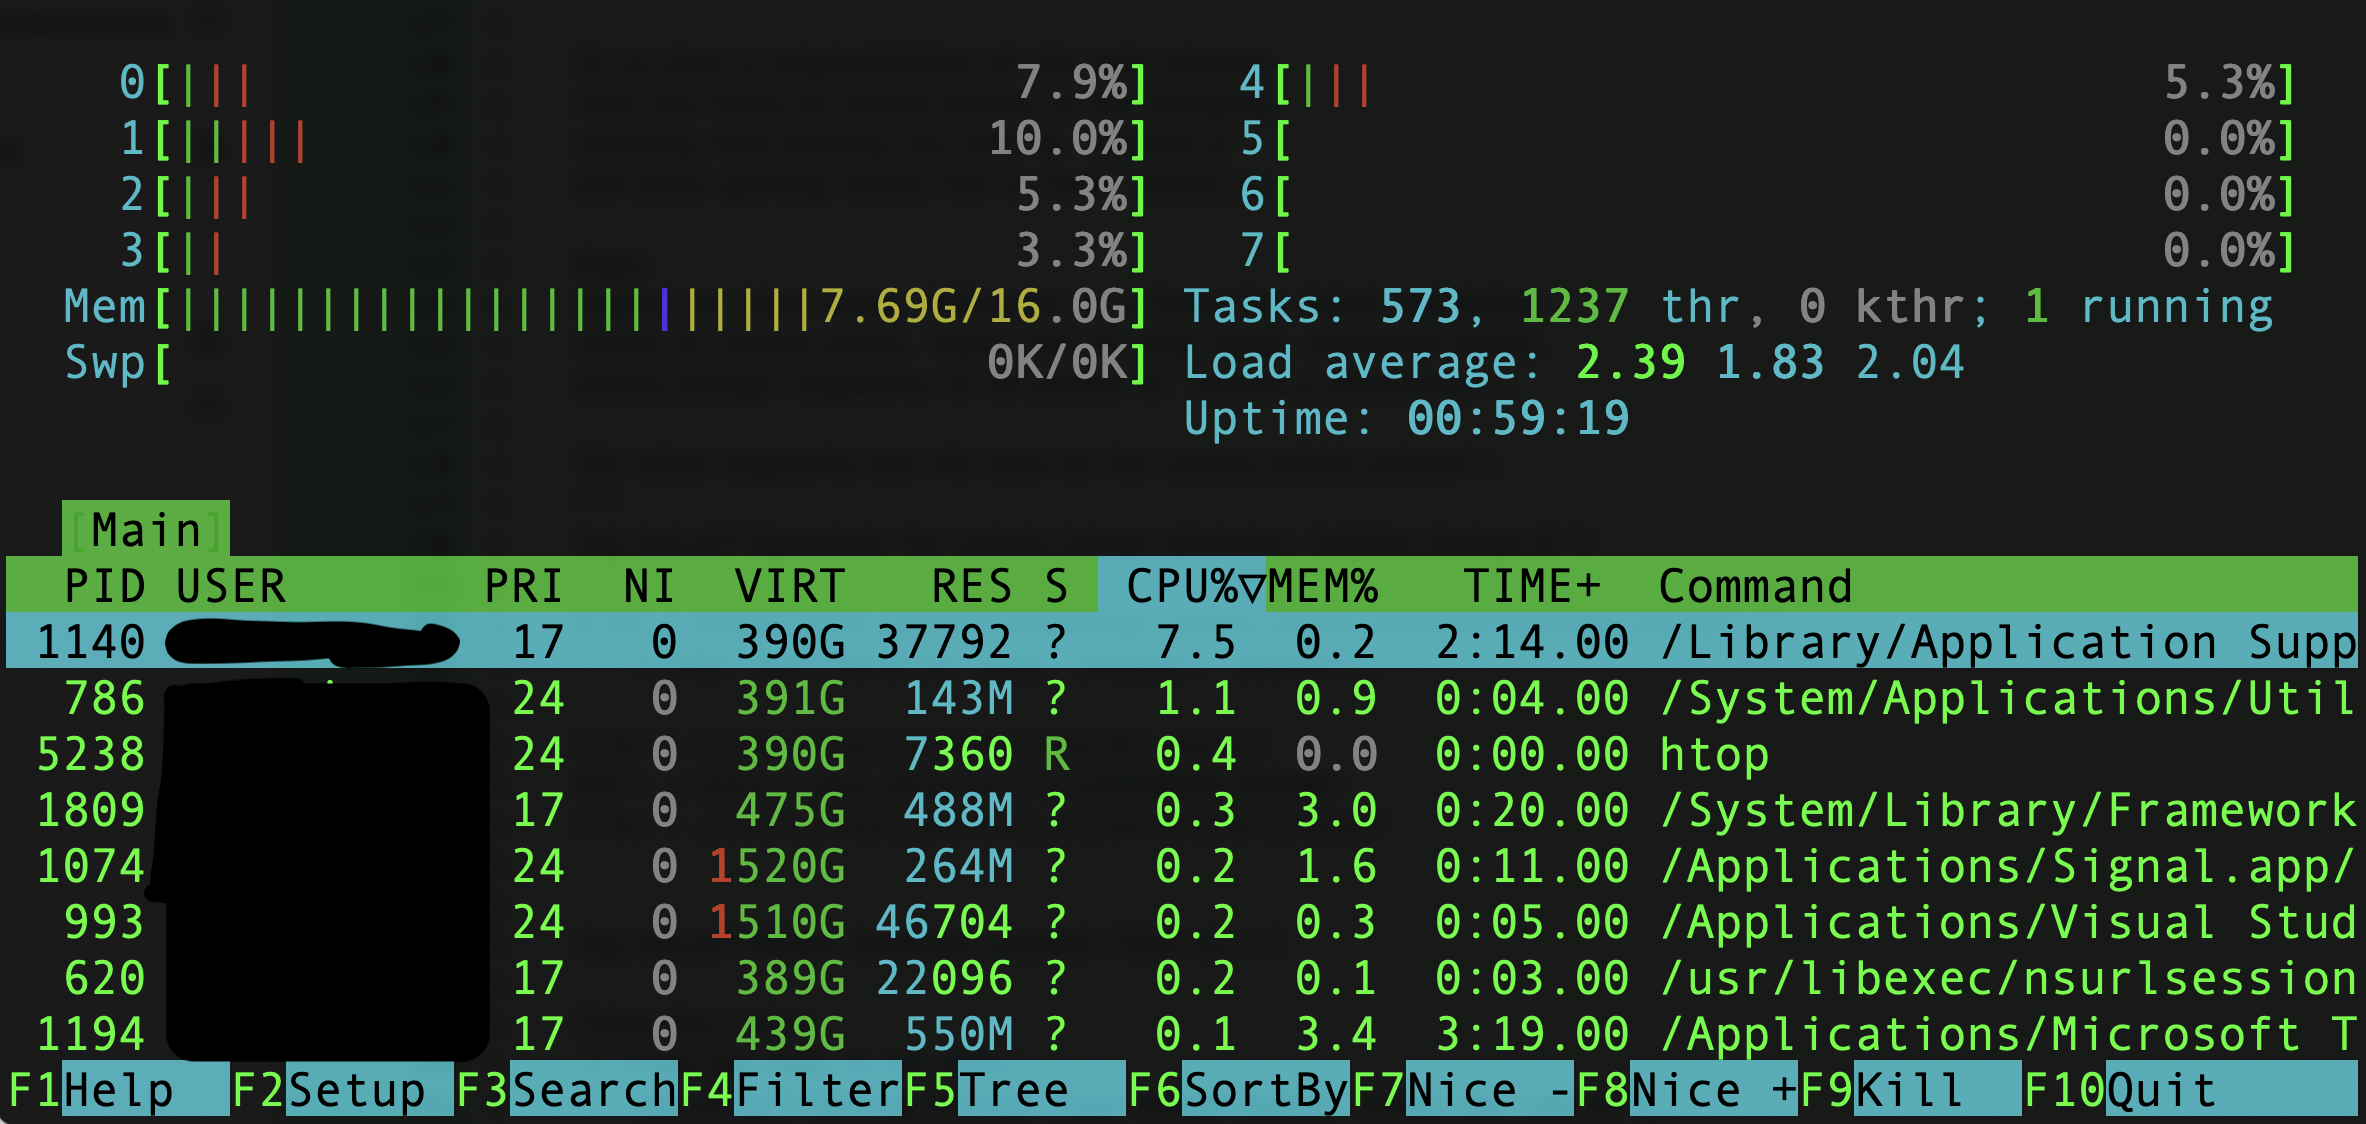 0[||| 7.9%] 4[||| 5.3%]
1[||||| 10.0%] 5[ 0.0%]
2[||| 5.3%] 6[ 0.0%]
3[|| 3.3%] 7[ 0.0%]
Mem[|||||||||||||||||||||||7.69G/16.0G] Tasks: 573, 1237 thr, 0 kthr; 1 running
Swp[ 0K/0K] Load average: 2.39 1.83 2.04
Uptime: 00:59:19
[Main]
PID USER PRI NI VIRT RES S CPU%▽MEM% TIME+ Command
1140 17 0 390G 37792 ? 7.5 0.2 2:14.00 /Library/Application Supp
786 24 0 391G 143M ? 1.1 0.9 0:04.00 /System/Applications/Util
5238 24 0 390G 7360 R 0.4 0.0 0:00.00 htop
1809 17 0 475G 488M ? 0.3 3.0 0:20.00 /System/Library/Framework
1074 24 0 1520G 264M ? 0.2 1.6 0:11.00 /Applications/Signal.app/
993 24 0 1510G 46704 ? 0.2 0.3 0:05.00 /Applications/Visual Stud
620 17 0 389G 22096 ? 0.2 0.1 0:03.00 /usr/libexec/nsurlsession
1194 17 0 439G 550M ? 0.1 3.4 3:19.00 /Applications/Microsoft T
F1Help F2Setup F3SearchF4FilterF5Tree F6SortByF7Nice -F8Nice +F9Kill F10Quit